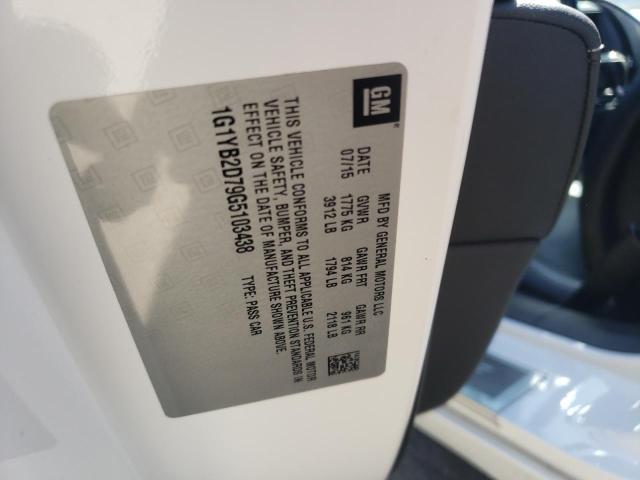 GM
MFD BY GENERAL MOTORS LLC
DATE GVWR GAWR FRT GAWR RR
07/15 1775 KG 814 KG 961 KG
3912 LB 1794 LB 2118 LB
THIS VEHICLE CONFORMS TO ALL APPLICABLE U.S. FEDERAL MOTOR
VEHICLE SAFETY, BUMPER, AND THEFT PREVENTION STANDARDS IN
EFFECT ON THE DATE OF MANUFACTURE SHOWN ABOVE.
1G1YB2D79G5103438 TYPE: PASS CAR